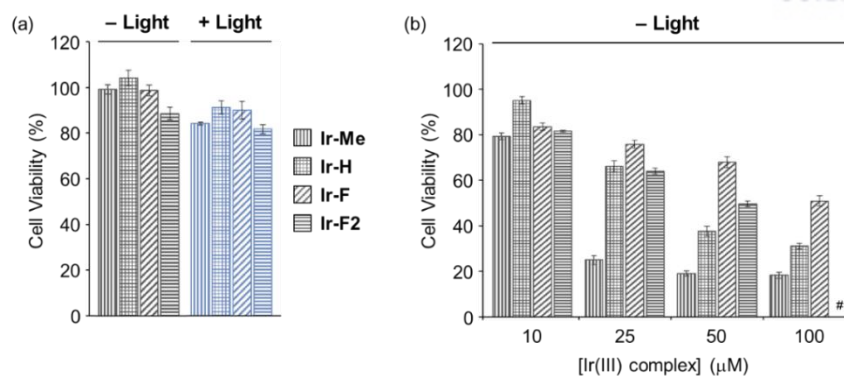 (a)
– Light
+ Light
120
100
80
60
40
20
0
Cell Viability (%)
Ir-Me
Ir-H
Ir-F
Ir-F2
(b)
– Light
120
100
80
60
40
20
0
Cell Viability (%)
#
10 25 50 100
[Ir(III) complex] (μM)